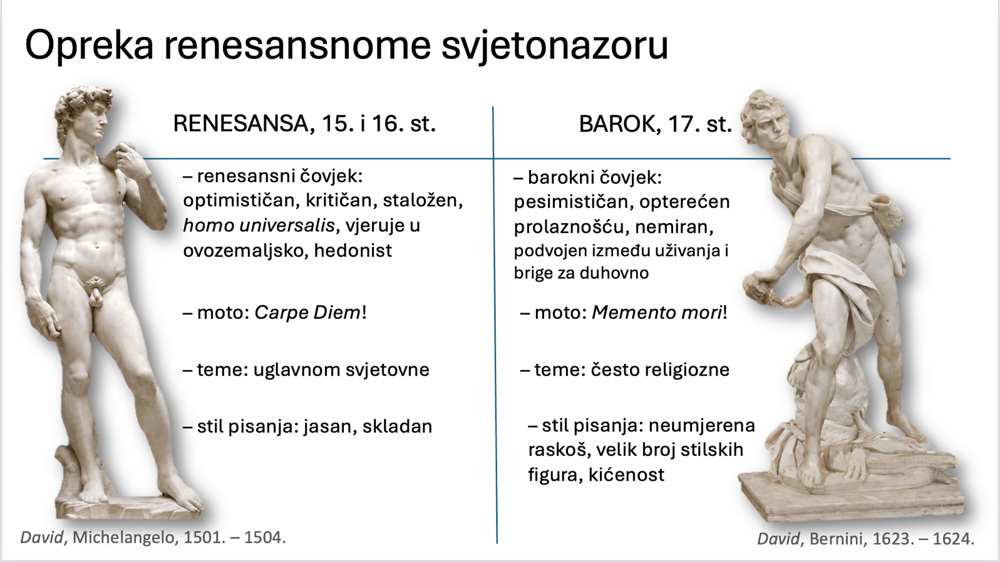 Opreka renesansnome svjetonazoru
RENESANSA, 15. i 16. st.
– renesansni čovjek:
optimističan, kritičan, staložen,
homo universalis, vjeruje u
ovozemaljsko, hedonist
– moto: Carpe Diem!
– teme: uglavnom svjetovne
– stil pisanja: jasan, skladan
David, Michelangelo, 1501. – 1504.
BAROK, 17. st.
– barokni čovjek:
pesimističan, opterećen
prolaznošću, nemiran,
podvojen između uživanja i
brige za duhovno
– moto: Memento mori!
– teme: često religiozne
– stil pisanja: neumjerena
raskoš, velik broj stilskih
figura, kićenost
David, Bernini, 1623. – 1624.